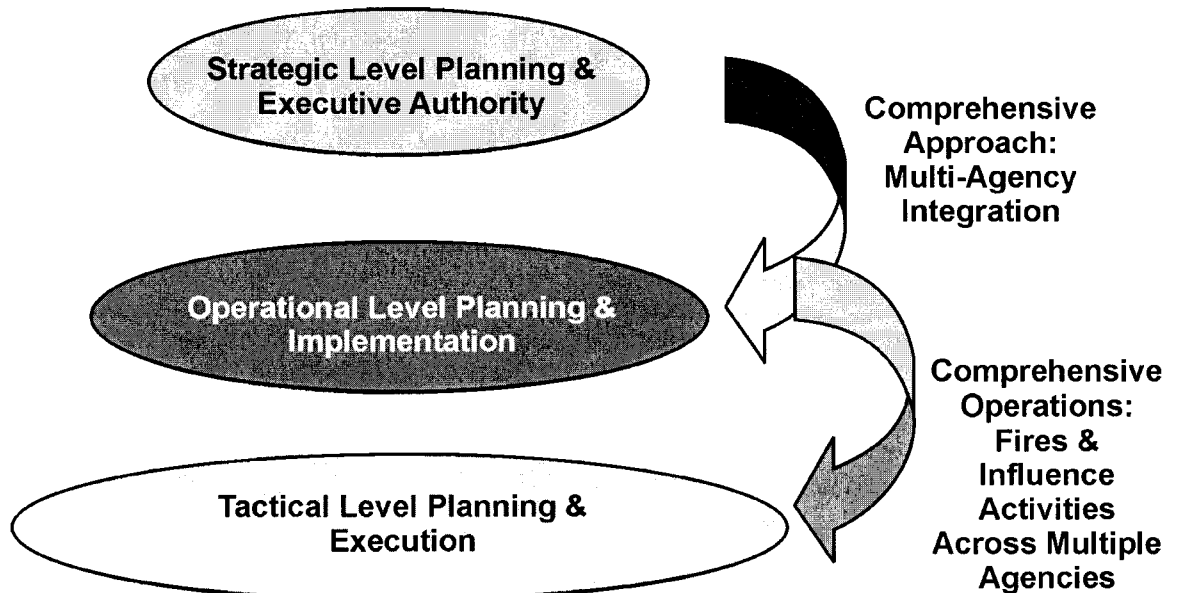 Strategic Level Planning &
Executive Authority
Comprehensive
Approach:
Multi-Agency
Integration
Operational Level Planning &
Implementation
Comprehensive
Operations:
Fires &
Influence
Activities
Across Multiple
Agencies
Tactical Level Planning &
Execution